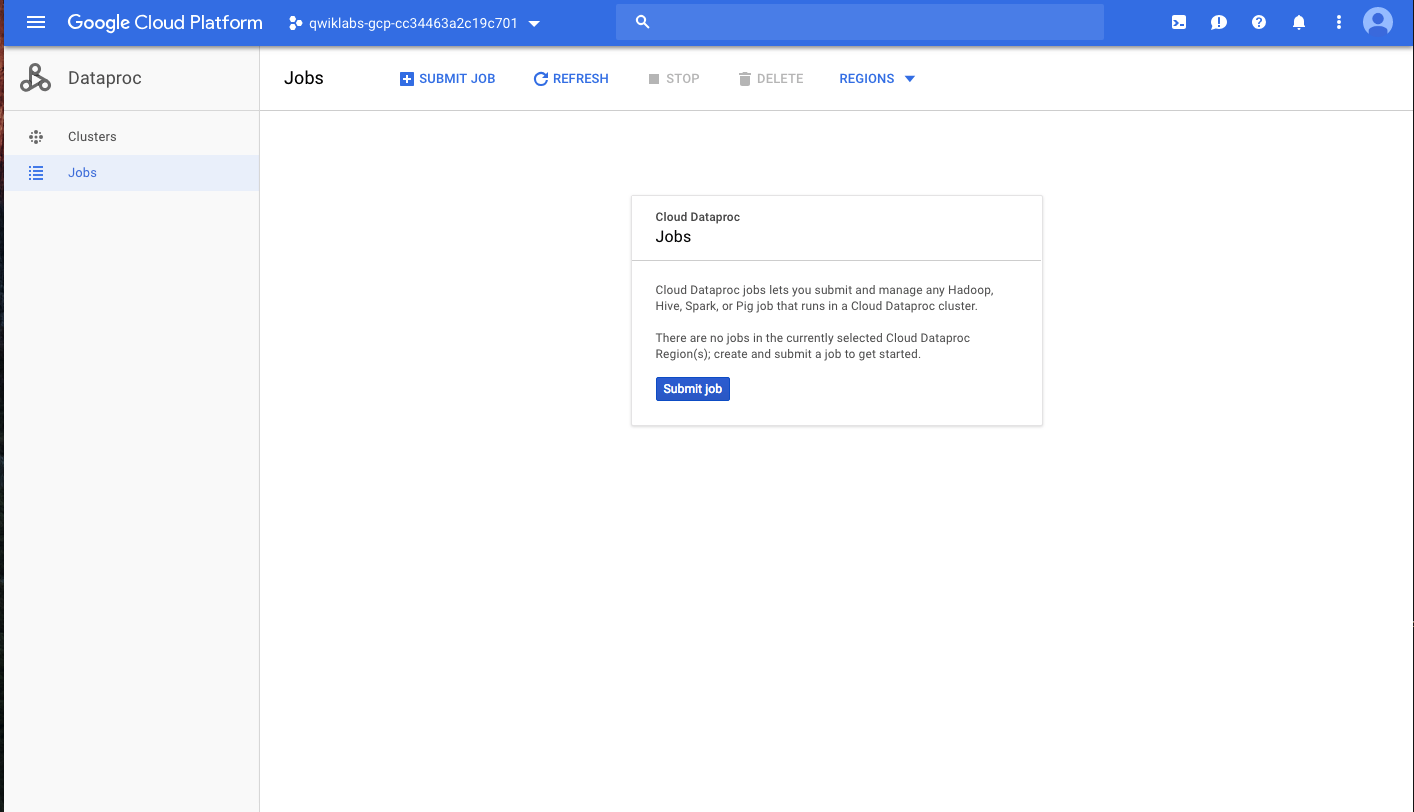 Google Cloud Platform
qwiklabs-gcp-cc34463a2c19c701
Dataproc
Jobs
SUBMIT JOB
REFRESH
STOP
DELETE
REGIONS
Clusters
Jobs
Cloud Dataproc
Jobs
Cloud Dataproc jobs lets you submit and manage any Hadoop,
Hive, Spark, or Pig job that runs in a Cloud Dataproc cluster.
There are no jobs in the currently selected Cloud Dataproc
Region(s); create and submit a job to get started.
Submit job